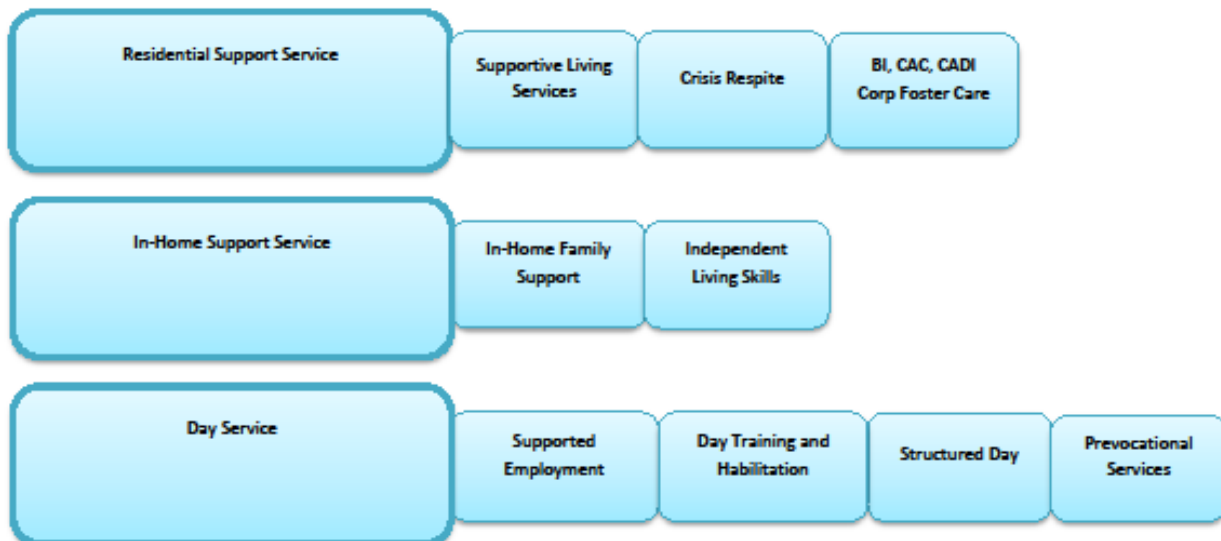 Residential Support Service
Supportive Living
Services
Crisis Respite
BI, CAC, CADI
Corp Foster Care
In-Home Support Service
In-Home Family
Support
Independent
Living Skills
Day Service
Supported
Employment
Day Training and
Habilitation
Structured Day
Prevocational
Services